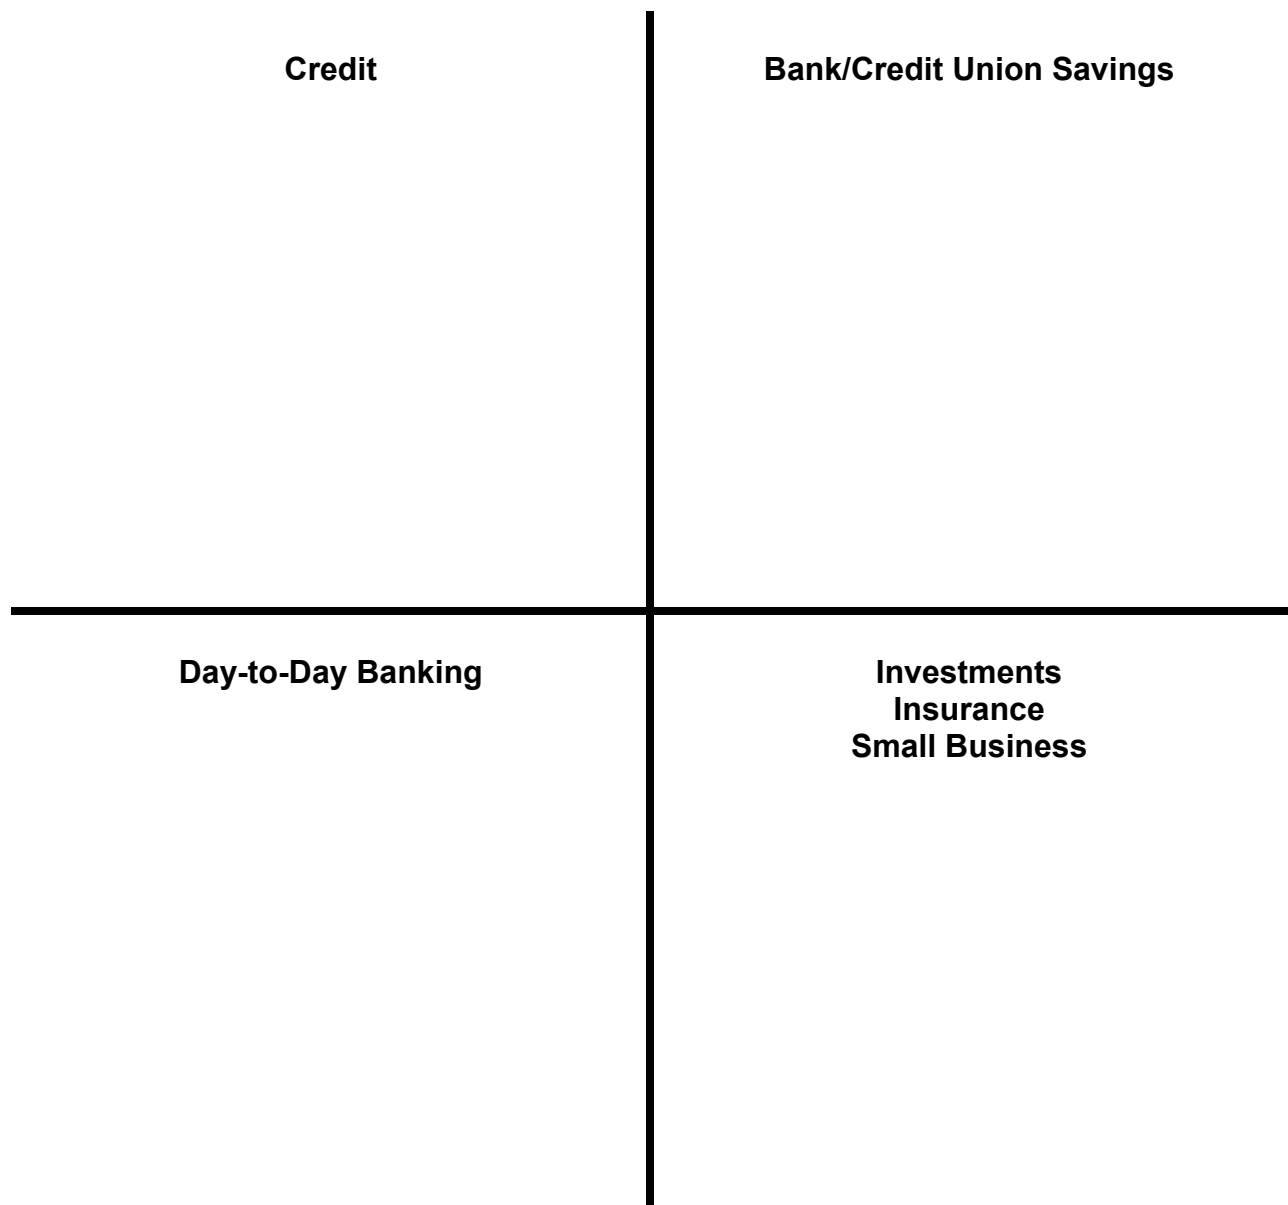 Credit
Bank/Credit Union Savings
Day-to-Day Banking
Investments
Insurance
Small Business